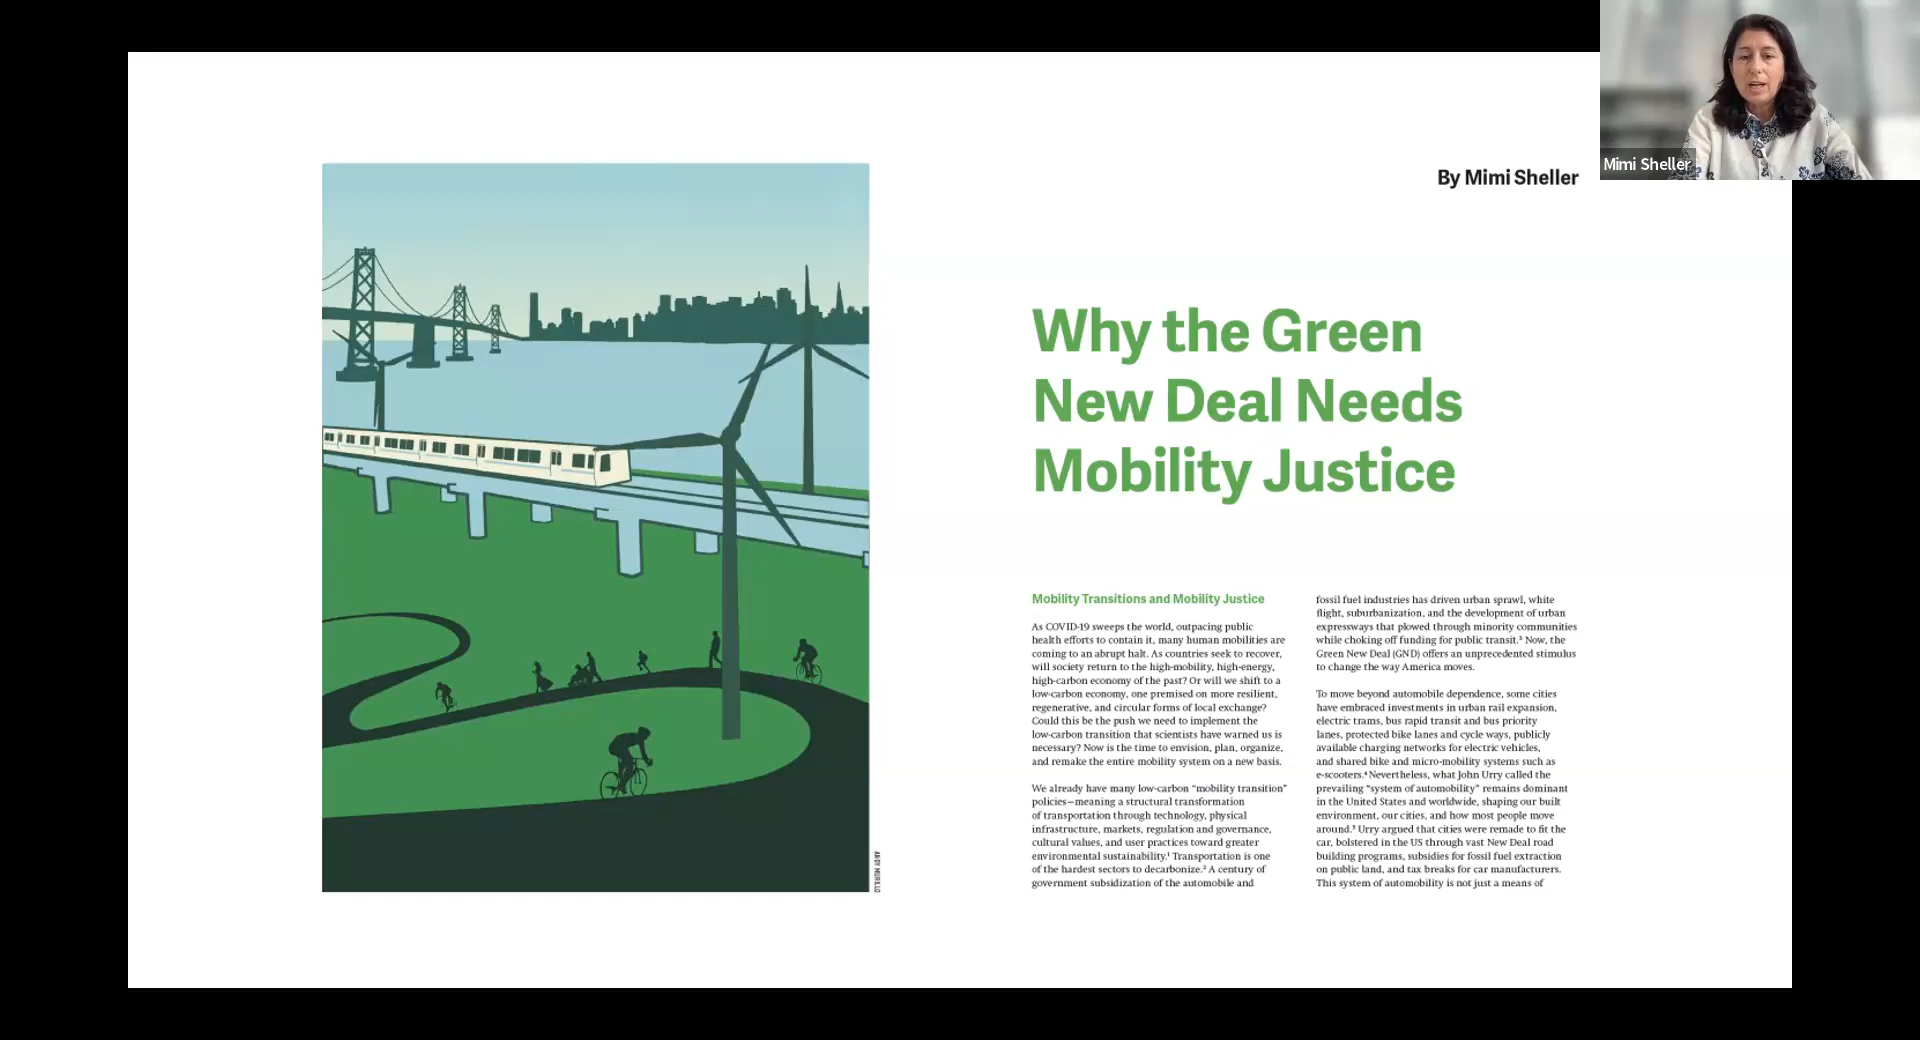 Mimi Sheller
By Mimi Sheller
Why the Green
New Deal Needs
Mobility Justice
Mobility Transitions and Mobility Justice
As COVID-19 sweeps the world, outpacing public
health efforts to contain it, many human mobilities are
coming to an abrupt halt. As countries seek to recover,
will society return to the high-mobility, high-energy,
high-carbon economy of the past? Or will we shift to a
low-carbon economy, one premised on more resilient,
regenerative, and circular forms of local exchange?
Could this be the push we need to implement the
low-carbon transition that scientists have warned us is
necessary? Now is the time to envision, plan, organize,
and remake the entire mobility system on a new basis.
We already have many low-carbon “mobility transition”
policies—meaning a structural transformation
of transportation through technology, physical
infrastructure, markets, regulation and governance,
cultural values, and user practices toward greater
environmental sustainability.¹ Transportation is one
of the hardest sectors to decarbonize.² A century of
government subsidization of the automobile and
fossil fuel industries has driven urban sprawl, white
flight, suburbanization, and the development of urban
expressways that plowed through minority communities
while choking off funding for public transit.³ Now, the
Green New Deal (GND) offers an unprecedented stimulus
to change the way America moves.
To move beyond automobile dependence, some cities
have embraced investments in urban rail expansion,
electric trams, bus rapid transit and bus priority
lanes, protected bike lanes and cycle ways, publicly
available charging networks for electric vehicles,
and shared bike and micro-mobility systems such as
e-scooters.⁴ Nevertheless, what John Urry called the
prevailing “system of automobility” remains dominant
in the United States and worldwide, shaping our built
environment, our cities, and how most people move
around.⁵ Urry argued that cities were remade to fit the
car, bolstered in the US through vast New Deal road
building programs, subsidies for fossil fuel extraction
on public land, and tax breaks for car manufacturers.
This system of automobility is not just a means of